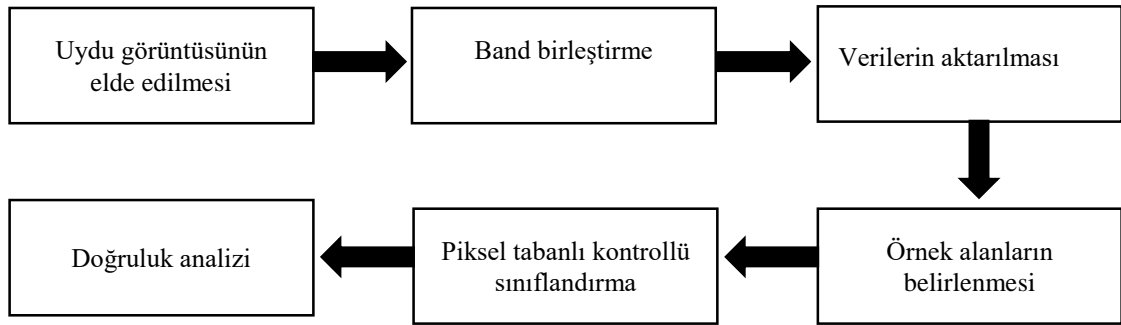 Uydu görüntüsünün
elde edilmesi
Band birleştirme
Verilerin aktarılması
Örnek alanların
belirlenmesi
Piksel tabanlı kontrollü
sınıflandırma
Doğruluk analizi